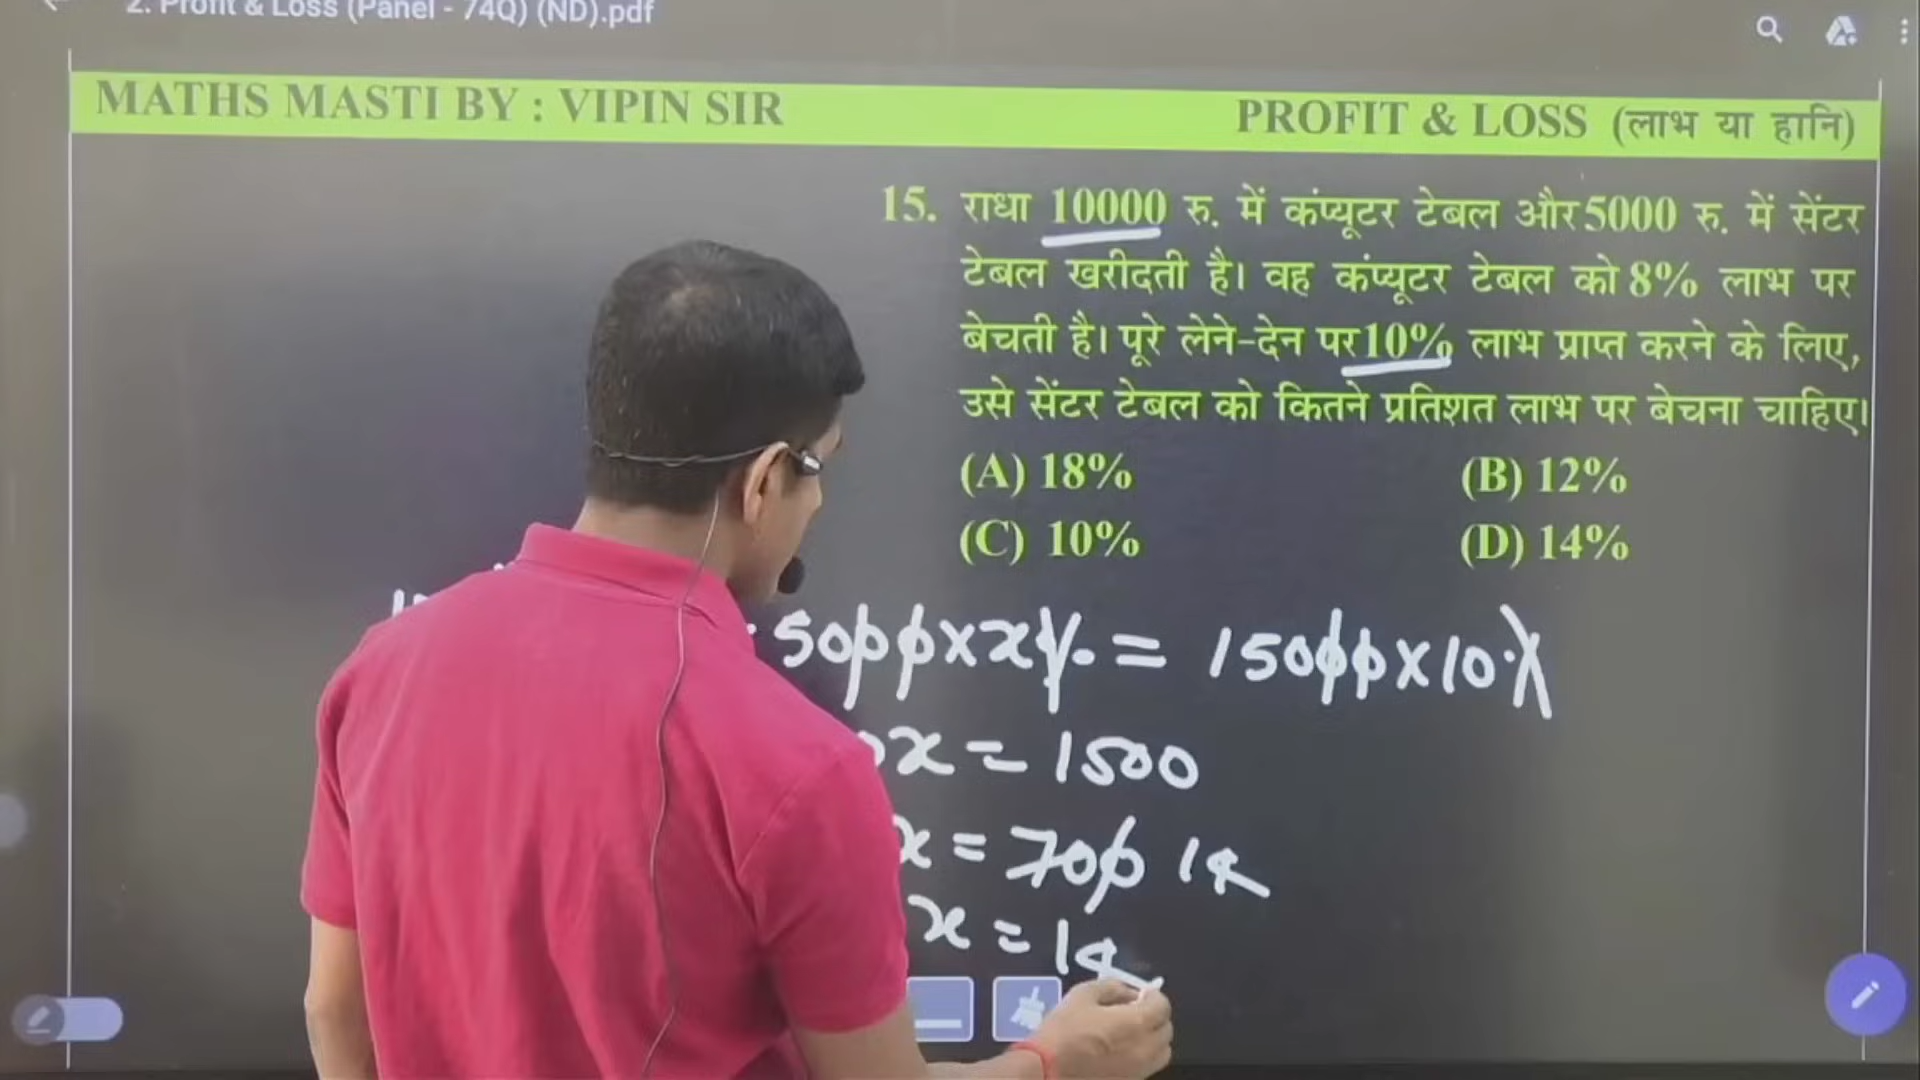 2. Profit & Loss (Panel - 74Q) (ND).pdf
MATHS MASTI BY : VIPIN SIR
PROFIT & LOSS (लाभ या हानि)
15. राधा 10000 रु. में कंप्यूटर टेबल और 5000 रु. में सेंटर
टेबल खरीदती है। वह कंप्यूटर टेबल को 8% लाभ पर
बेचती है। पूरे लेने-देन पर 10% लाभ प्राप्त करने के लिए,
उसे सेंटर टेबल को कितने प्रतिशत लाभ पर बेचना चाहिए।
(A) 18% (B) 12%
(C) 10% (D) 14%
5000 × x% = 15000 × 10%
x = 1500
x = 700 14
x = 14